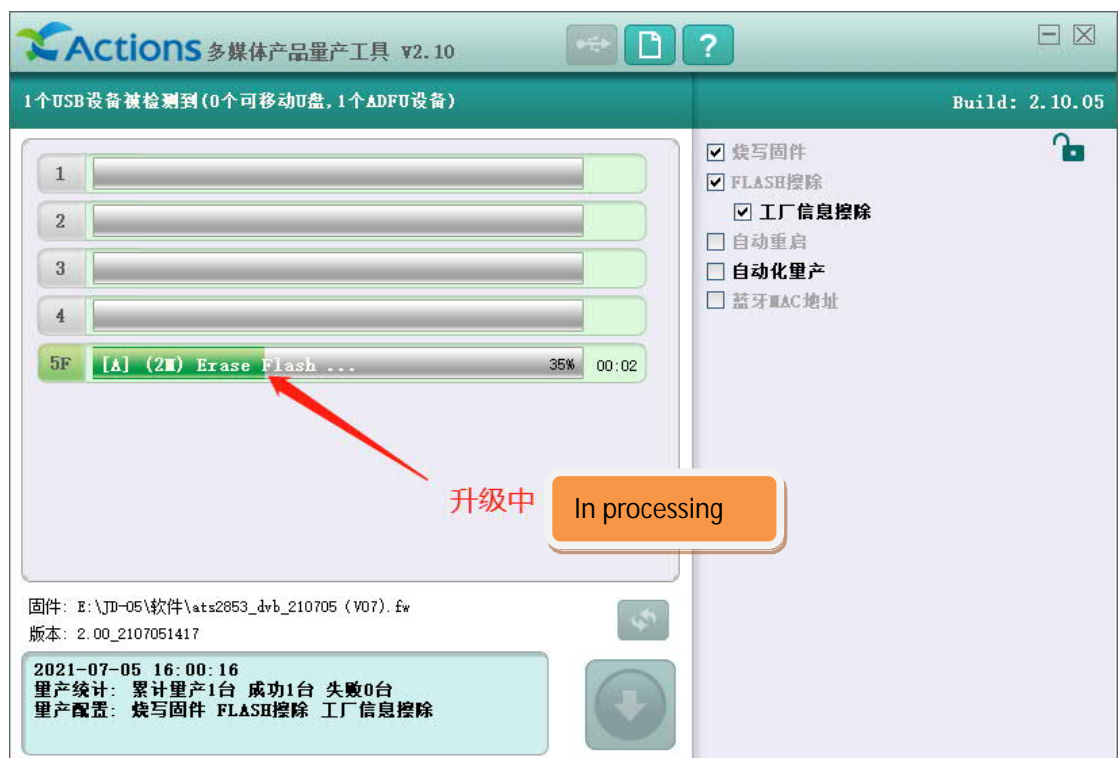 Actions 多媒体产品量产工具 V2.10
?
1个USB设备被检测到(0个可移动U盘,1个ADFU设备)
Build: 2.10.05
1
2
3
4
5F [A] (2M) Erase Flash ... 35% 00:02
升级中
In processing
固件: E:\JD-05\软件\ats2853_dvb_210705 (V07).fw
版本: 2.00_2107051417
2021-07-05 16:00:16
量产统计: 累计量产1台 成功1台 失败0台
量产配置: 烧写固件 FLASH擦除 工厂信息擦除
烧写固件
FLASH擦除
工厂信息擦除
自动重启
自动化量产
蓝牙MAC地址